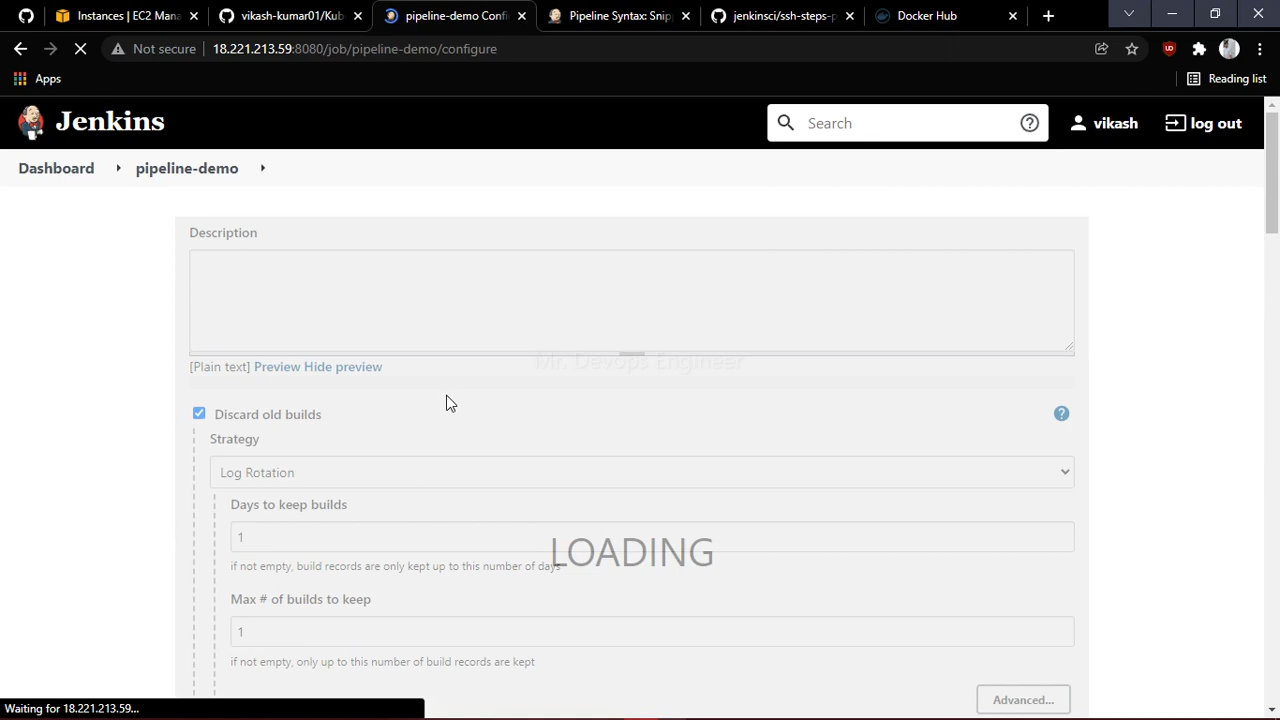 Instances | EC2 Mana
vikash-kumar01/Kub
pipeline-demo Confi
Pipeline Syntax: Snip
jenkinsci/ssh-steps-p
Docker Hub
Not secure
18.221.213.59:8080/job/pipeline-demo/configure
UD
Apps
Reading list
Jenkins
Search
vikash
log out
Dashboard
pipeline-demo
Description
Mr. Devops Engineer
[Plain text] Preview Hide preview
Discard old builds
?
Strategy
Log Rotation
Days to keep builds
1
LOADING
if not empty, build records are only kept up to this number of days
Max # of builds to keep
1
if not empty, only up to this number of build records are kept
Advanced...
Waiting for 18.221.213.59...